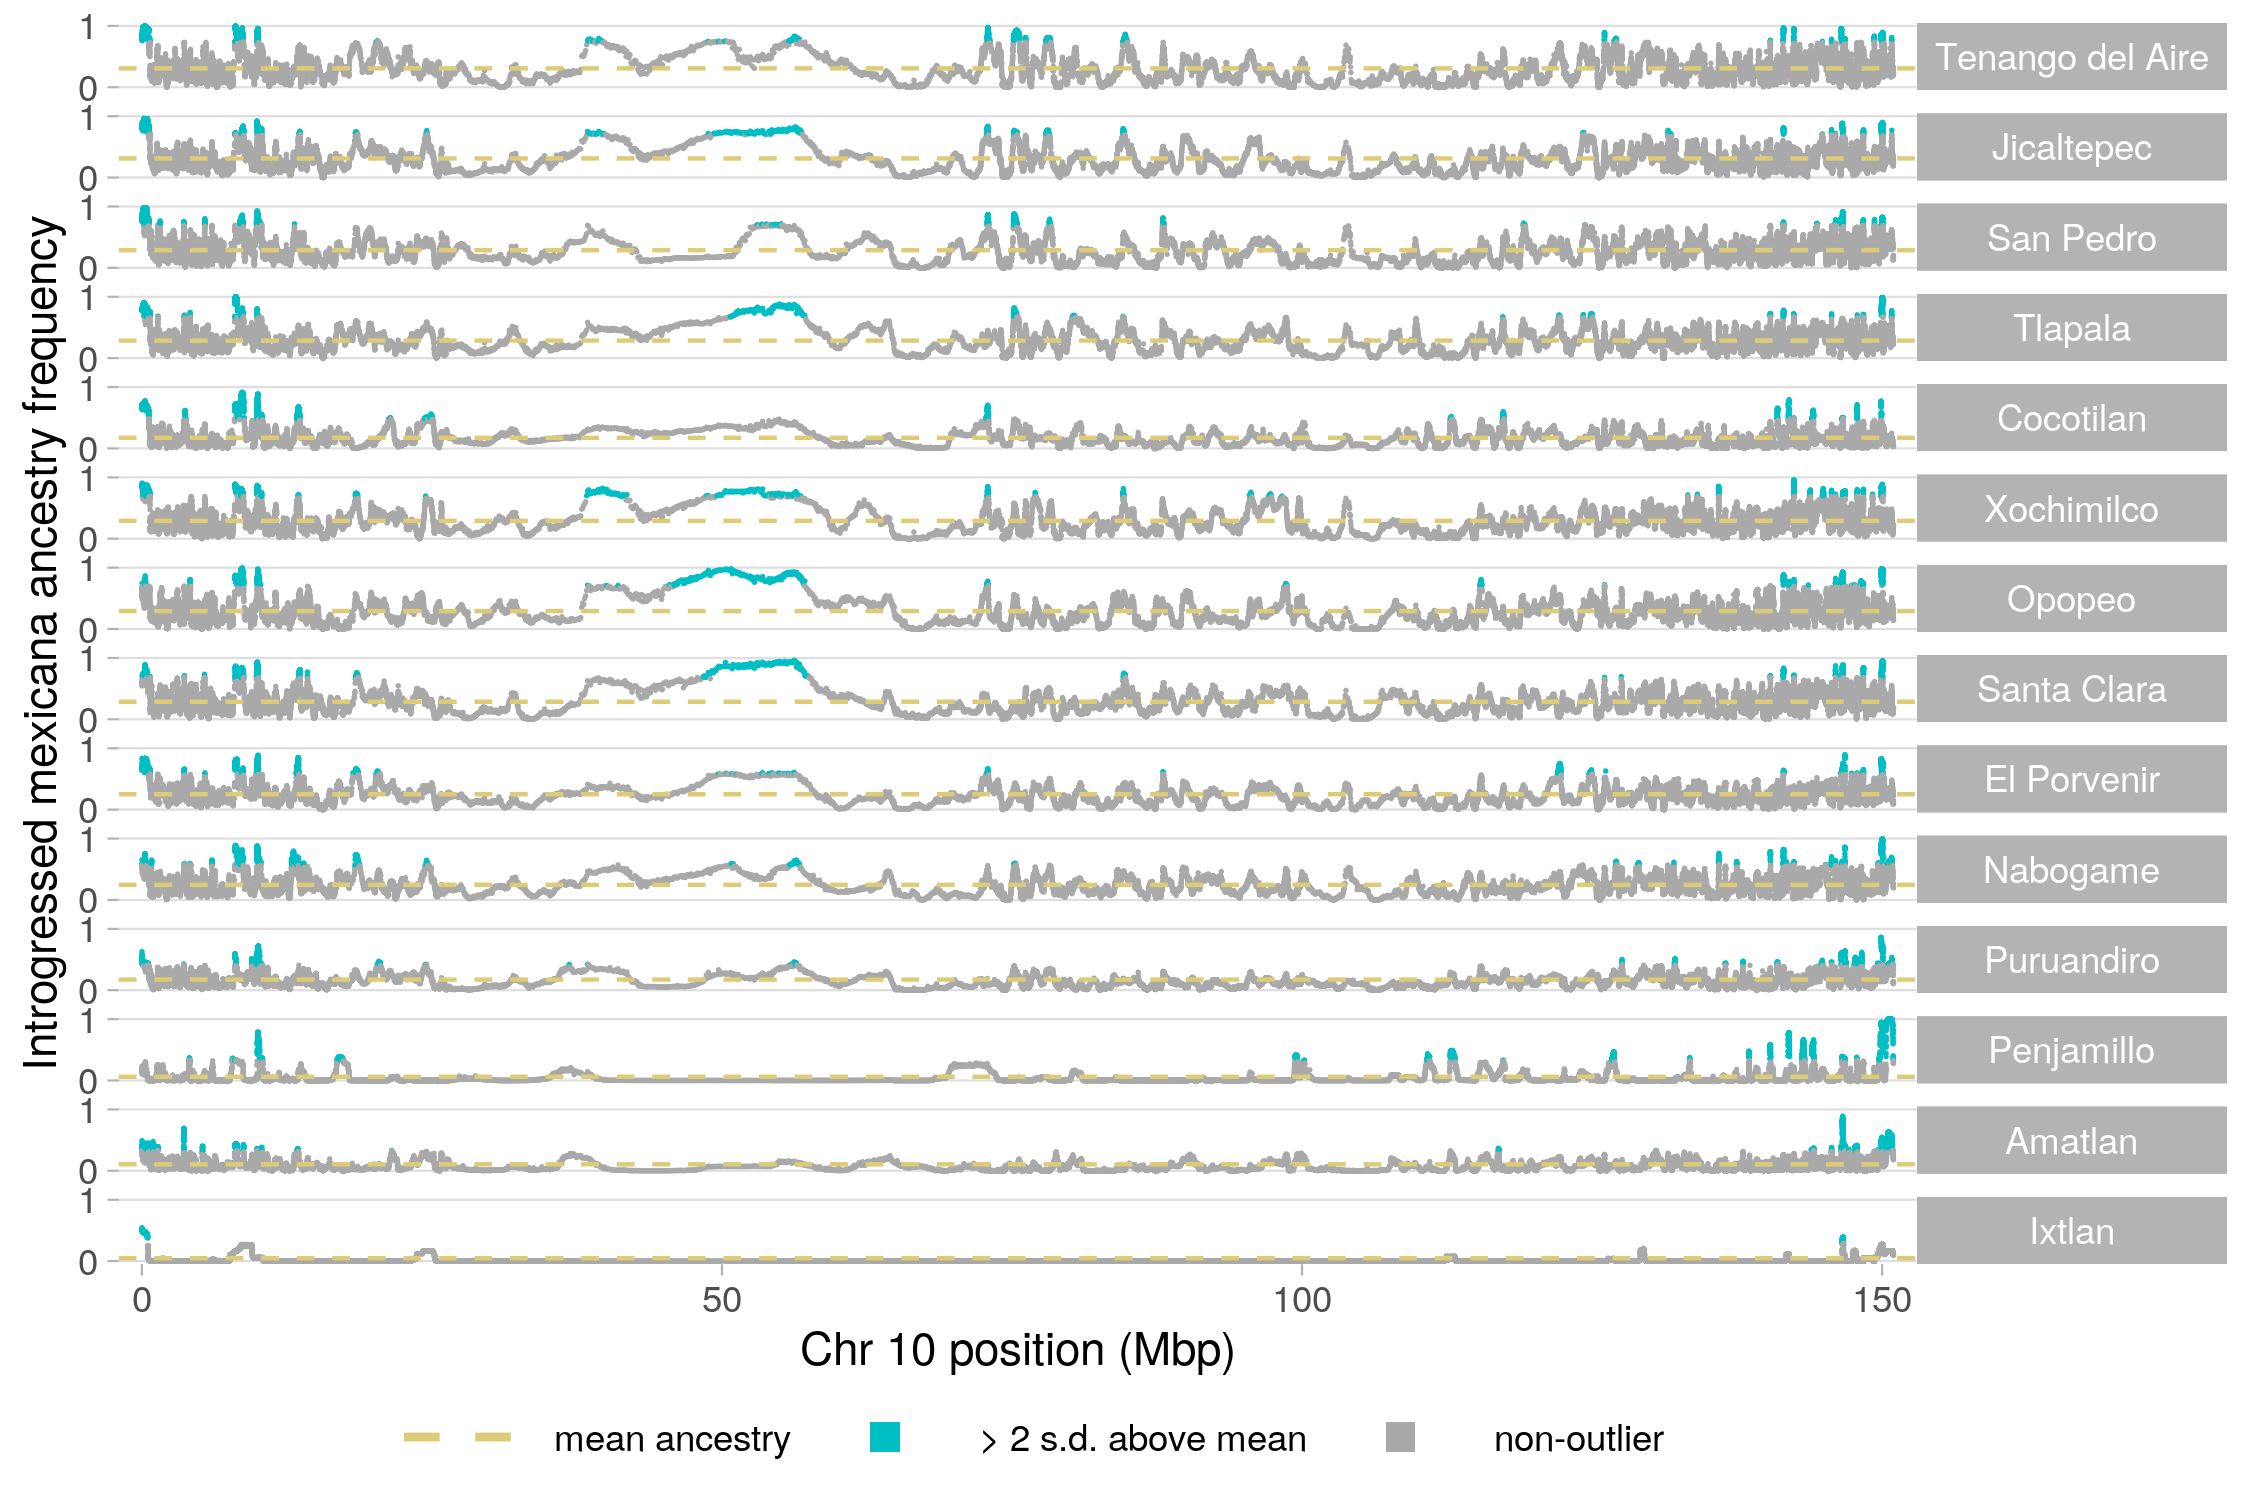 Introgressed mexicana ancestry frequency
1
0
Tenango del Aire
1
0
Jicaltepec
1
0
San Pedro
1
0
Tlapala
1
0
Cocotilan
1
0
Xochimilco
1
0
Opopeo
1
0
Santa Clara
1
0
El Porvenir
1
0
Nabogame
1
0
Puruandiro
1
0
Penjamillo
1
0
Amatlan
1
0
Ixtlan
0 50 100 150
Chr 10 position (Mbp)
mean ancestry > 2 s.d. above mean non-outlier